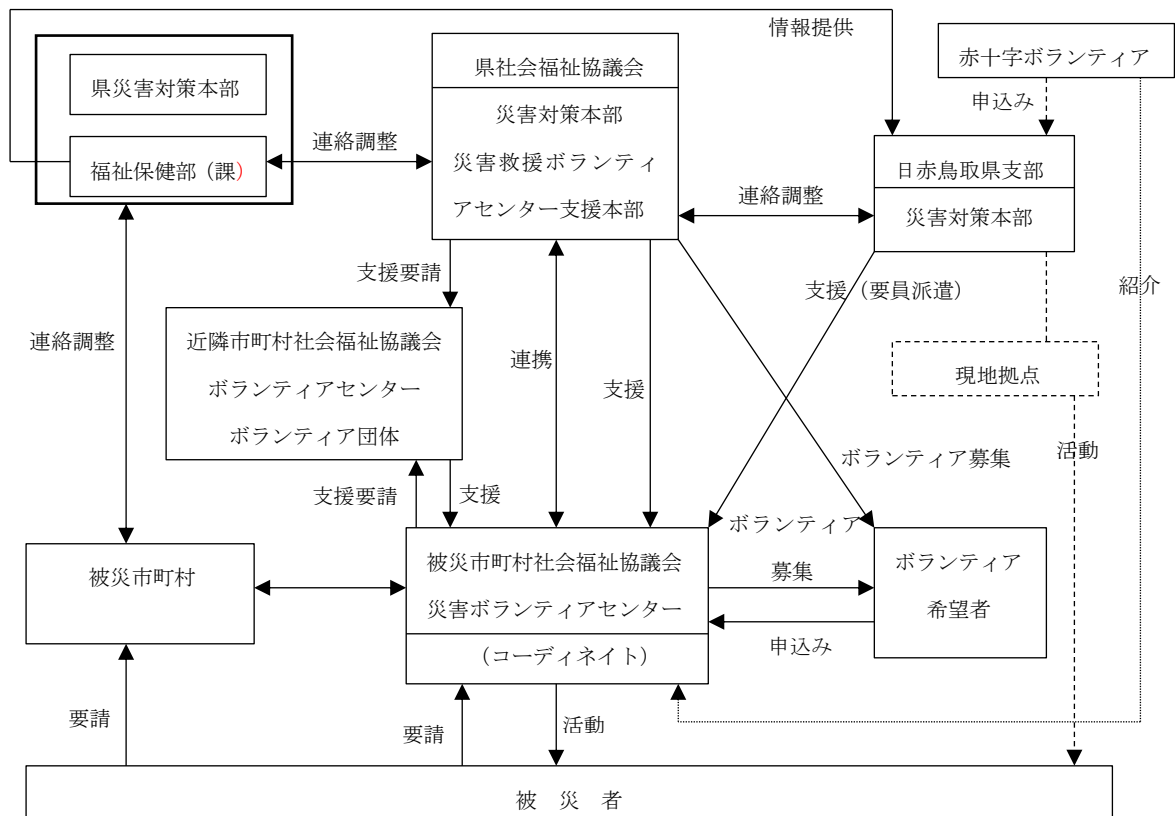 情報提供
県災害対策本部
福祉保健部（課）
連絡調整
県社会福祉協議会
災害対策本部
災害救援ボランティ
アセンター支援本部
赤十字ボランティア
申込み
日赤鳥取県支部
災害対策本部
連絡調整
支援要請
支援（要員派遣）
紹介
連絡調整
近隣市町村社会福祉協議会
ボランティアセンター
ボランティア団体
連携
支援
現地拠点
ボランティア募集
活動
支援要請
支援
被災市町村
被災市町村社会福祉協議会
災害ボランティアセンター
（コーディネイト）
ボランティア
募集
申込み
ボランティア
希望者
要請
要請
活動
被　災　者